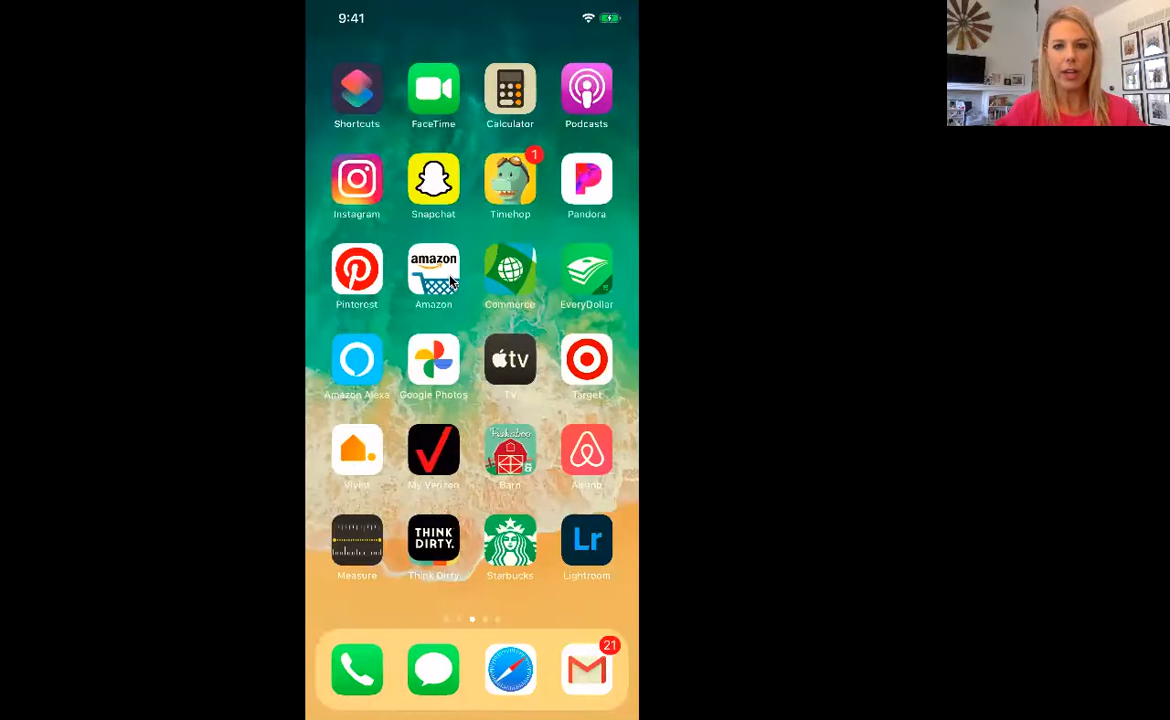 9:41
Shortcuts FaceTime Calculator Podcasts
1
Instagram Snapchat Timehop Pandora
amazon
Pinterest Amazon Commerce EveryDollar
tv
Amazon Alexa Google Photos TV Target
Peekaboo
Vivint My Verizon Barn Airbnb
THINK
DIRTY.
Lr
Measure Think Dirty Starbucks Lightroom
21